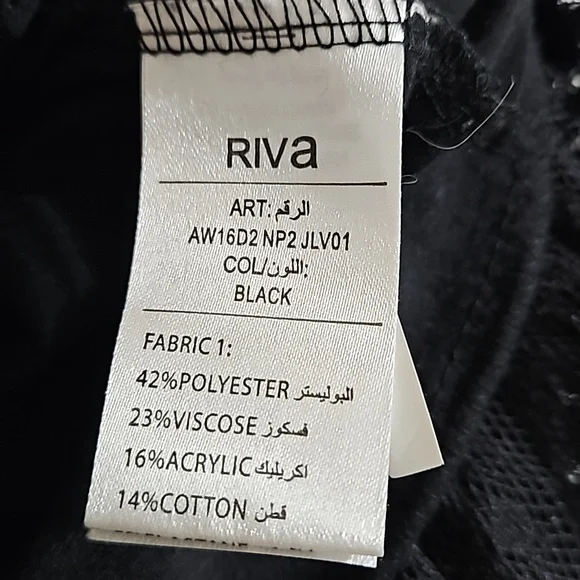 RIVa
ART: الرقم
AW16D2 NP2 JLV01
COL/اللون:
BLACK
FABRIC 1:
42%POLYESTER البوليستر
23%VISCOSE فسكوز
16%ACRYLIC اكريليك
14%COTTON قطن